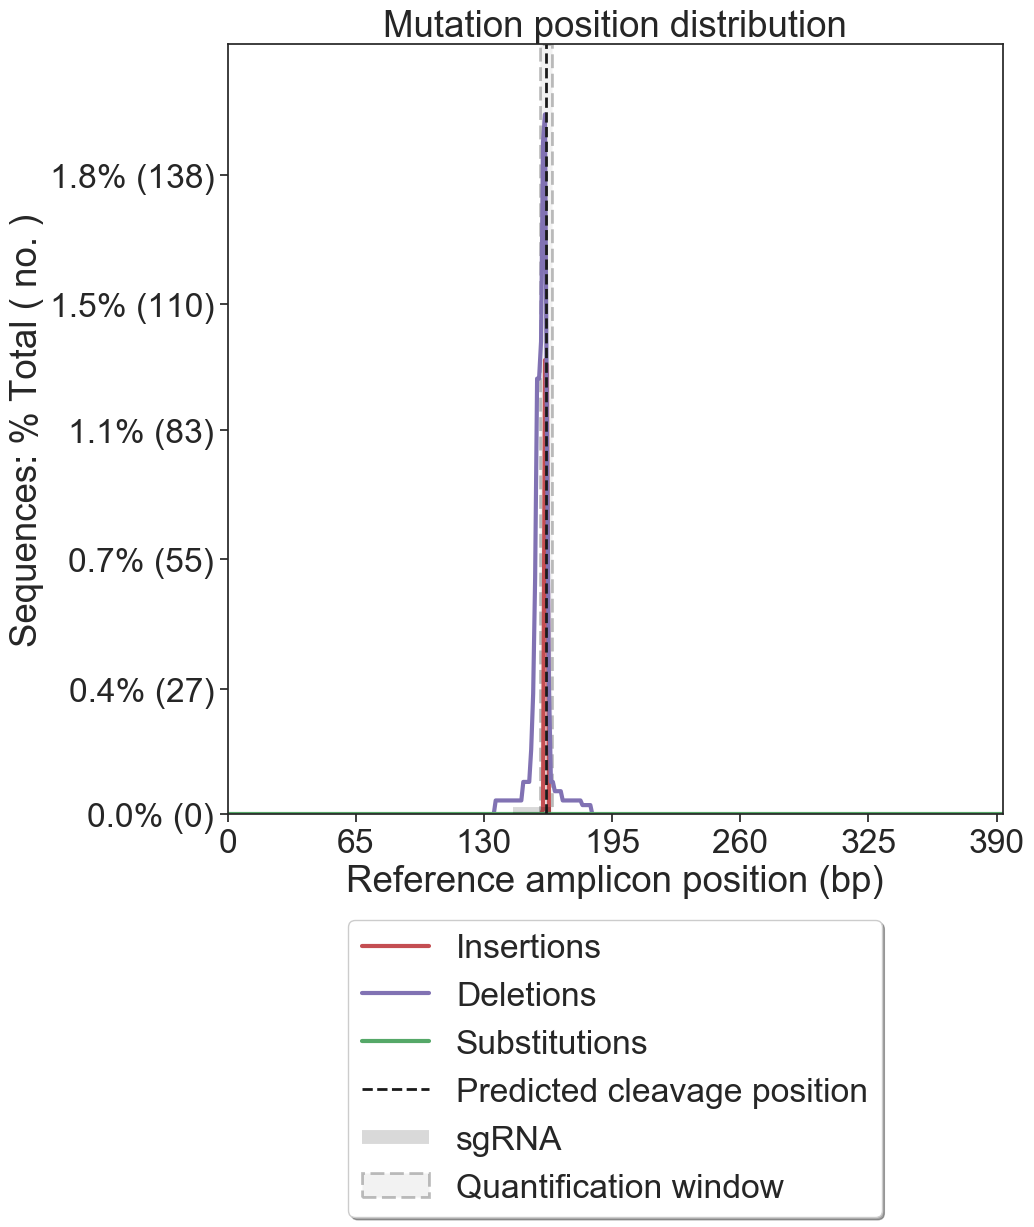 Mutation position distribution
Sequences: % Total ( no. )
1.8% (138)
1.5% (110)
1.1% (83)
0.7% (55)
0.4% (27)
0.0% (0)
0 65 130 195 260 325 390
Reference amplicon position (bp)
Insertions
Deletions
Substitutions
Predicted cleavage position
sgRNA
Quantification window